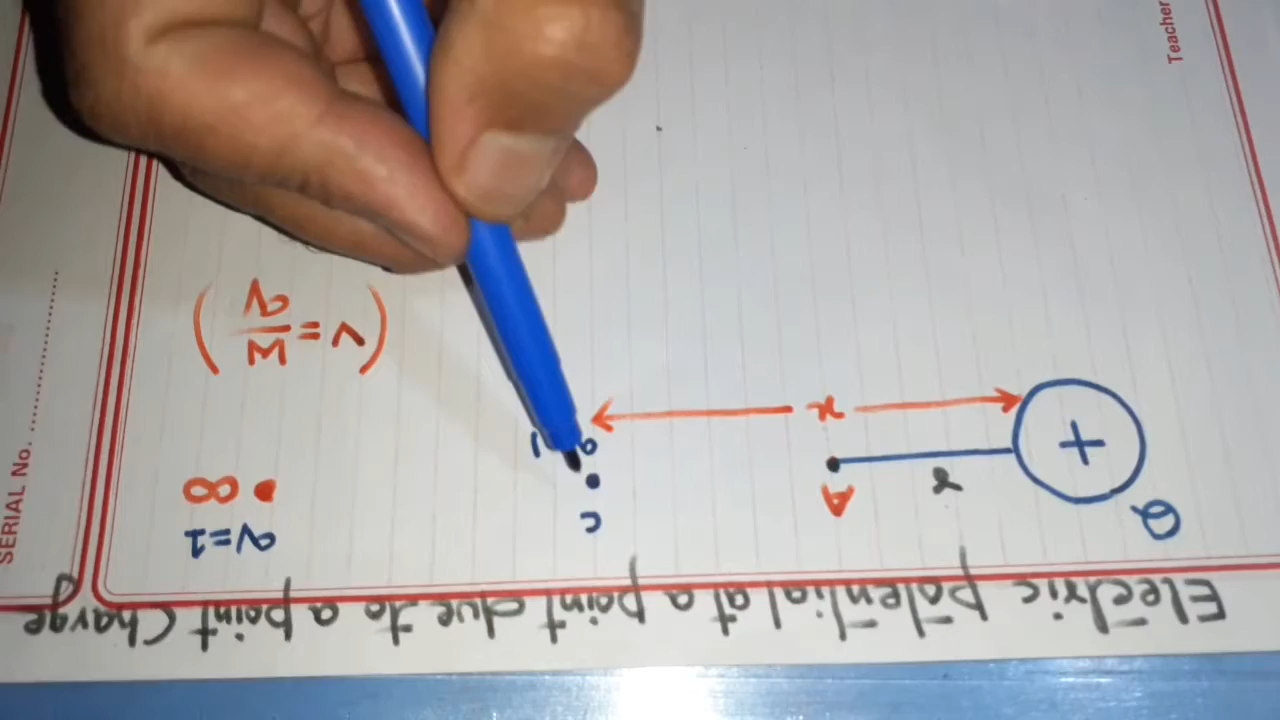 Electric potential at a point due to a point Charge
Q
C
q=1
A
r
∞
x
(V = W/q)
SERIAL No.
Teacher